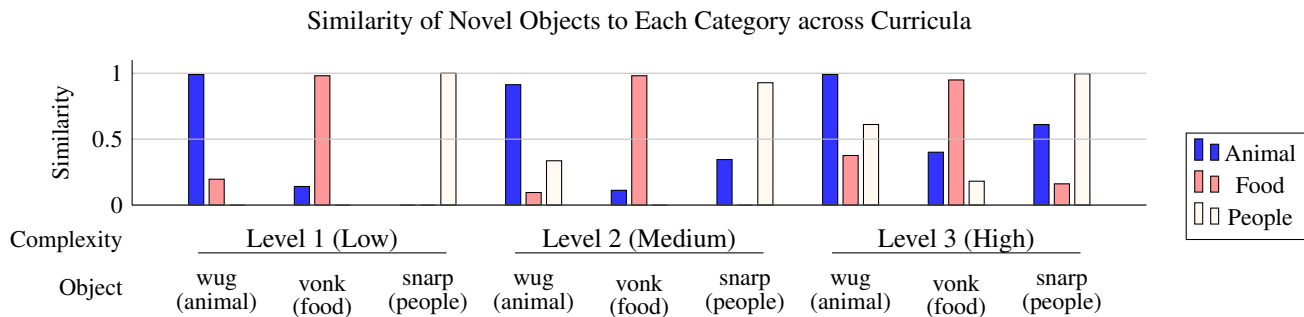 Similarity of Novel Objects to Each Category across Curricula
Similarity
1
0.5
0
Animal
Food
People
Complexity Level 1 (Low) Level 2 (Medium) Level 3 (High)
Object wug vonk snarp wug vonk snarp wug vonk snarp
(animal) (food) (people) (animal) (food) (people) (animal) (food) (people)